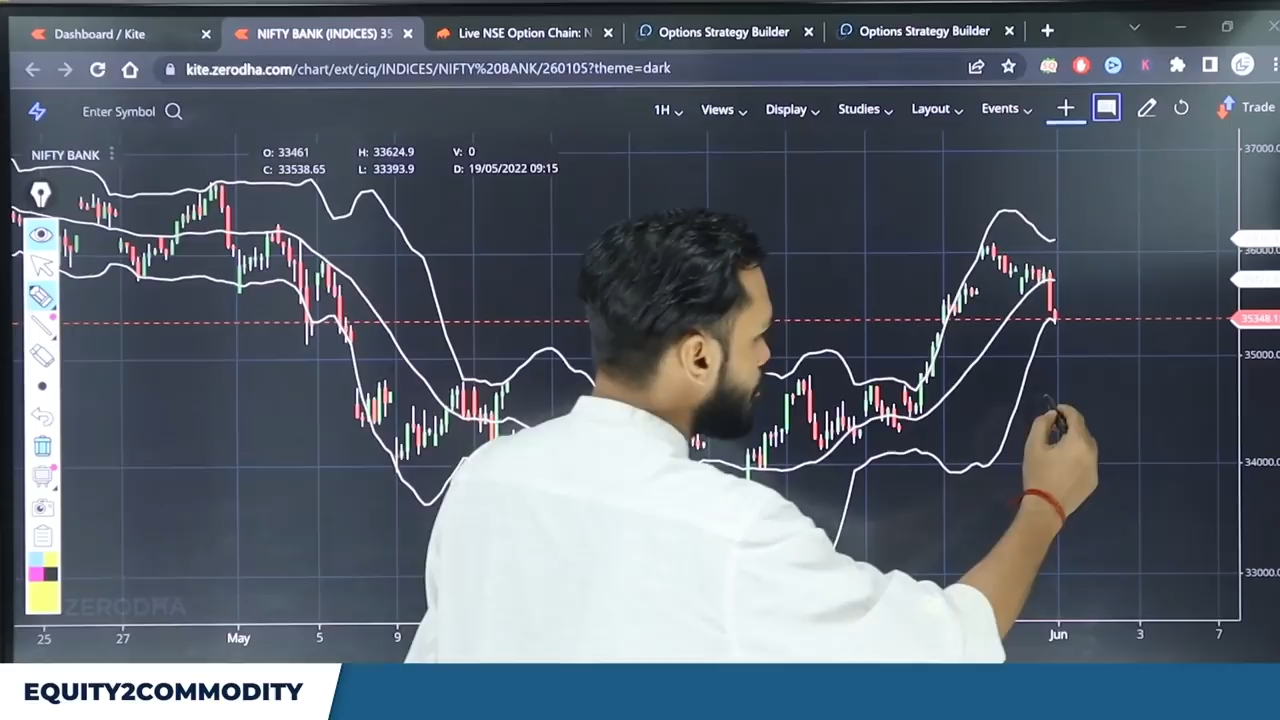 Dashboard / Kite
NIFTY BANK (INDICES) 35
Live NSE Option Chain: N
Options Strategy Builder
Options Strategy Builder
kite.zerodha.com/chart/ext/ciq/INDICES/NIFTY%20BANK/260105?theme=dark
Enter Symbol
1H
Views
Display
Studies
Layout
Events
Trade
NIFTY BANK
O: 33461
H: 33624.9
V: 0
C: 33538.65
L: 33393.9
D: 19/05/2022 09:15
37000.0
36000.0
35348.1
35000.0
34000.0
33000.0
ZERODHA
25
27
May
5
9
Jun
3
7
EQUITY2COMMODITY